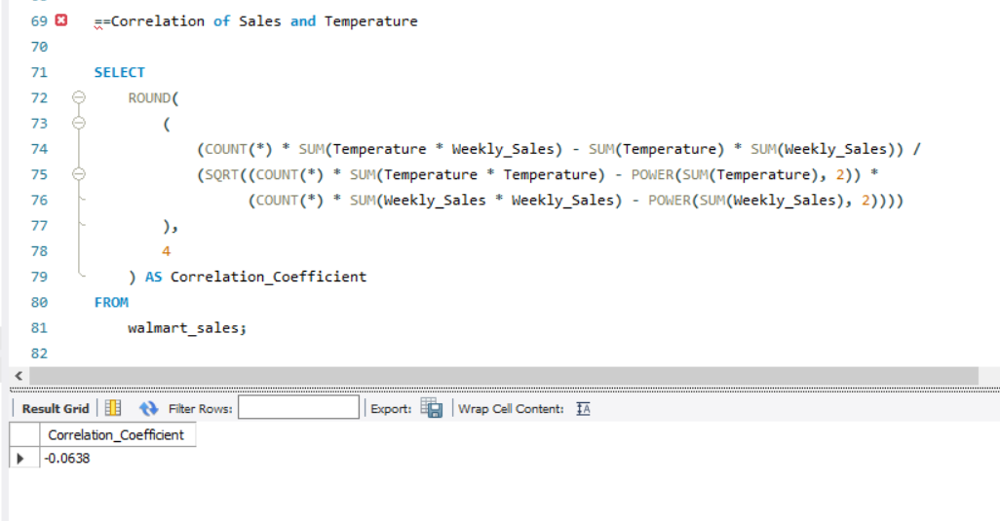 69 ==Correlation of Sales and Temperature
70
71 SELECT
72 ROUND(
73 (
74 (COUNT(*) * SUM(Temperature * Weekly_Sales) - SUM(Temperature) * SUM(Weekly_Sales)) /
75 (SQRT((COUNT(*) * SUM(Temperature * Temperature) - POWER(SUM(Temperature), 2)) *
76 (COUNT(*) * SUM(Weekly_Sales * Weekly_Sales) - POWER(SUM(Weekly_Sales), 2))))
77 ),
78 4
79 ) AS Correlation_Coefficient
80 FROM
81 walmart_sales;
82
Result Grid Filter Rows: Export: Wrap Cell Content: IA
Correlation_Coefficient
-0.0638